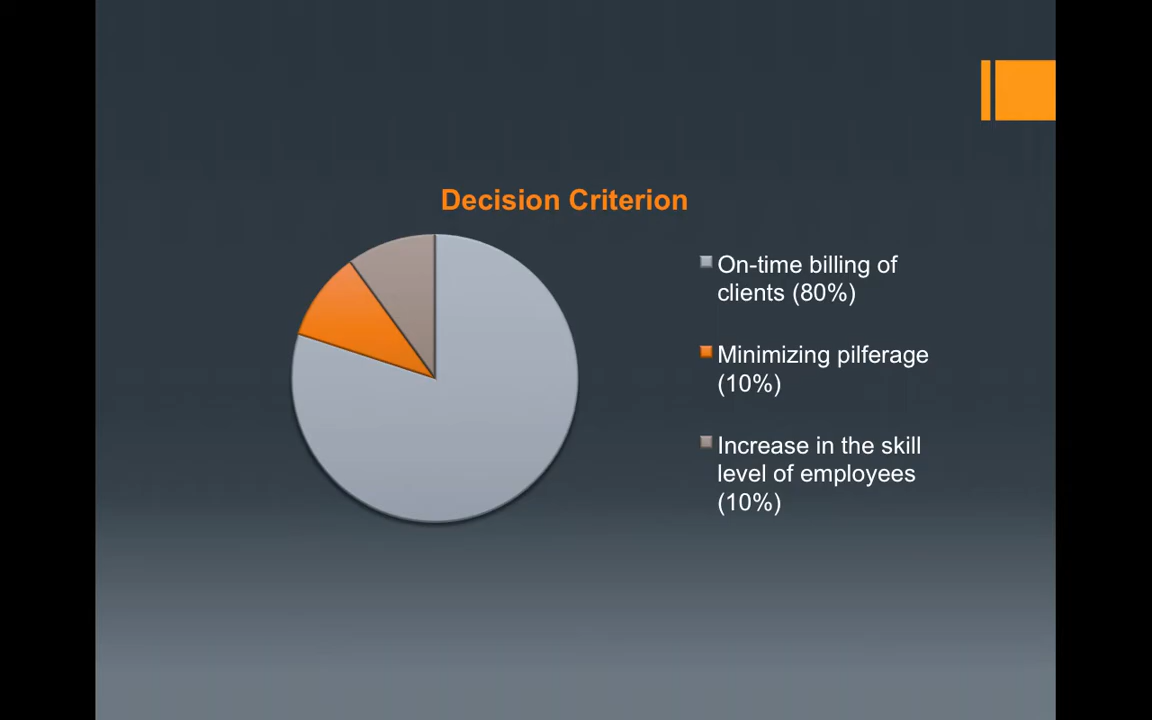 Decision Criterion
On-time billing of
clients (80%)
Minimizing pilferage
(10%)
Increase in the skill
level of employees
(10%)